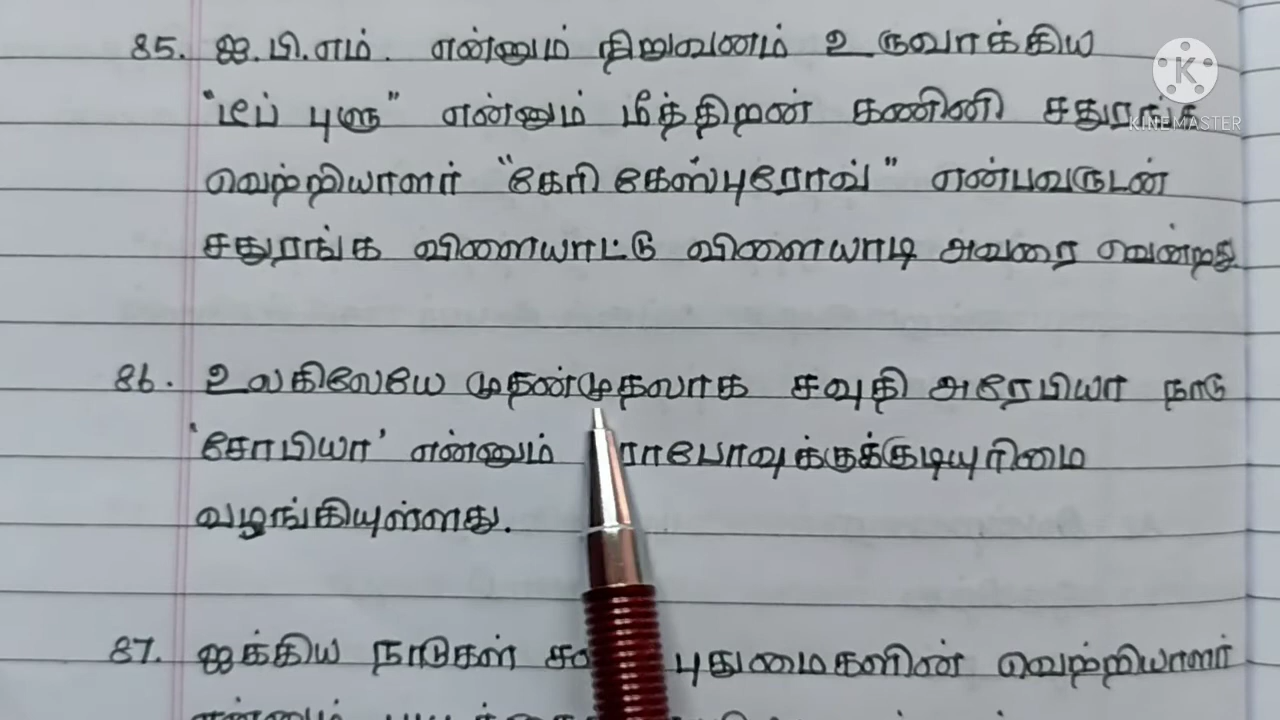 85. ஐ.பி.எம். என்னும் நிறுவனம் உருவாக்கிய
"டீப் புளூ" என்னும் மீத்திறன் கணினி சதுரங்க
வெற்றியாளர் "கேரி கேஸ்புரோவ்" என்பவருடன்
சதுரங்க விளையாட்டு விளையாடி அவரை வென்றது.
86. உலகிலேயே முதன்முதலாக சவுதி அரேபியா நாடு
'சோபியா' என்னும் ராபோவுக்குக்குடியுரிமை
வழங்கியுள்ளது.
87. ஐக்கிய நாடுகள் புதுமைகளின் வெற்றியாளர்
KINEMASTER